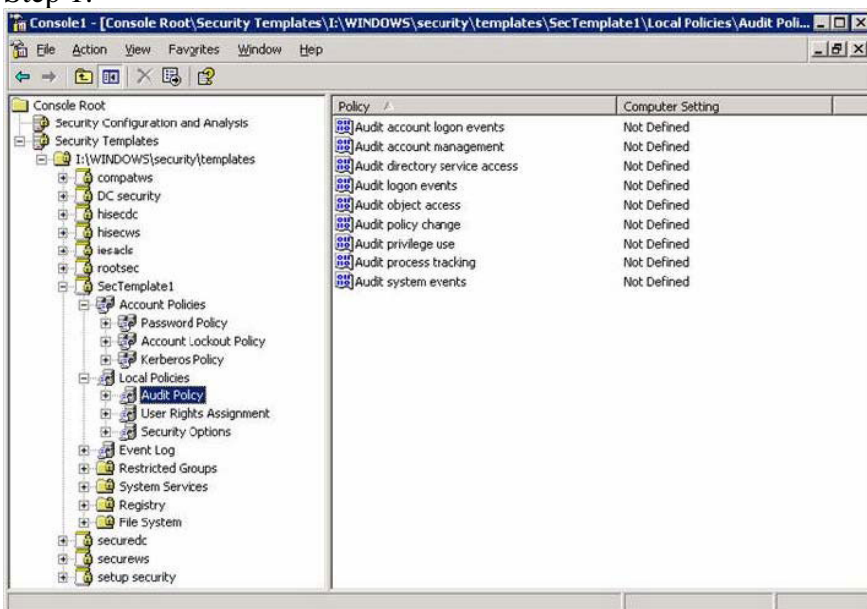 Step 1:
Console1 - [Console Root\Security Templates\I:\WINDOWS\security\templates\SecTemplate1\Local Policies\Audit Poli...
File Action View Favorites Window Help
Console Root
Security Configuration and Analysis
Security Templates
I:\WINDOWS\security\templates
compatws
DC security
hisecdc
hisecws
iesacls
rootsec
SecTemplate1
Account Policies
Password Policy
Account Lockout Policy
Kerberos Policy
Local Policies
Audit Policy
User Rights Assignment
Security Options
Event Log
Restricted Groups
System Services
Registry
File System
securedc
securews
setup security
Policy Computer Setting
Audit account logon events Not Defined
Audit account management Not Defined
Audit directory service access Not Defined
Audit logon events Not Defined
Audit object access Not Defined
Audit policy change Not Defined
Audit privilege use Not Defined
Audit process tracking Not Defined
Audit system events Not Defined